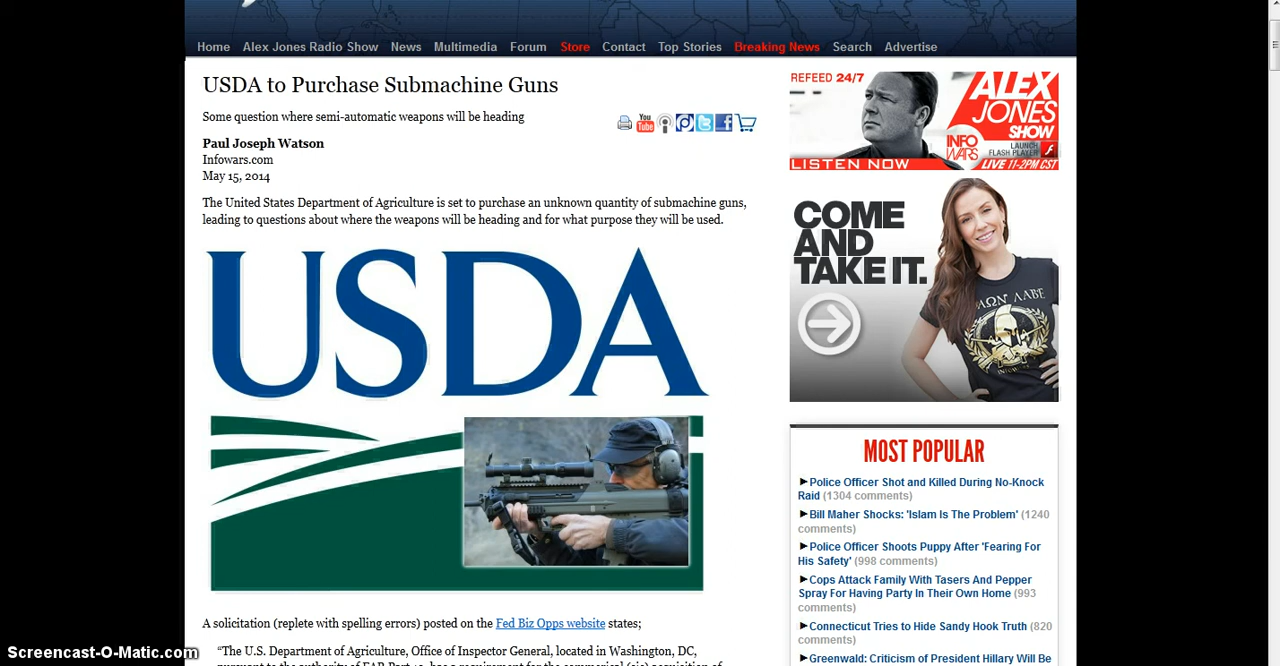 Home Alex Jones Radio Show News Multimedia Forum Store Contact Top Stories Breaking News Search Advertise
USDA to Purchase Submachine Guns
Some question where semi-automatic weapons will be heading
You
Tube
Paul Joseph Watson
Infowars.com
May 15, 2014
The United States Department of Agriculture is set to purchase an unknown quantity of submachine guns,
leading to questions about where the weapons will be heading and for what purpose they will be used.
USDA
A solicitation (replete with spelling errors) posted on the Fed Biz Opps website states;
“The U.S. Department of Agriculture, Office of Inspector General, located in Washington, DC,
REFEED 24/7
ALEX
JONES
SHOW
INFO
WARS
LAUNCH
FLASH PLAYER
LISTEN NOW
LIVE 11-2PM CST
COME
AND
TAKE IT.
ΜΟΛΩΝ ΛΑΒΕ
MOST POPULAR
►Police Officer Shot and Killed During No-Knock
Raid (1304 comments)
►Bill Maher Shocks: 'Islam Is The Problem' (1240
comments)
►Police Officer Shoots Puppy After 'Fearing For
His Safety' (998 comments)
►Cops Attack Family With Tasers And Pepper
Spray For Having Party In Their Own Home (993
comments)
►Connecticut Tries to Hide Sandy Hook Truth (820
comments)
►Greenwald: Criticism of President Hillary Will Be
Screencast-O-Matic.com